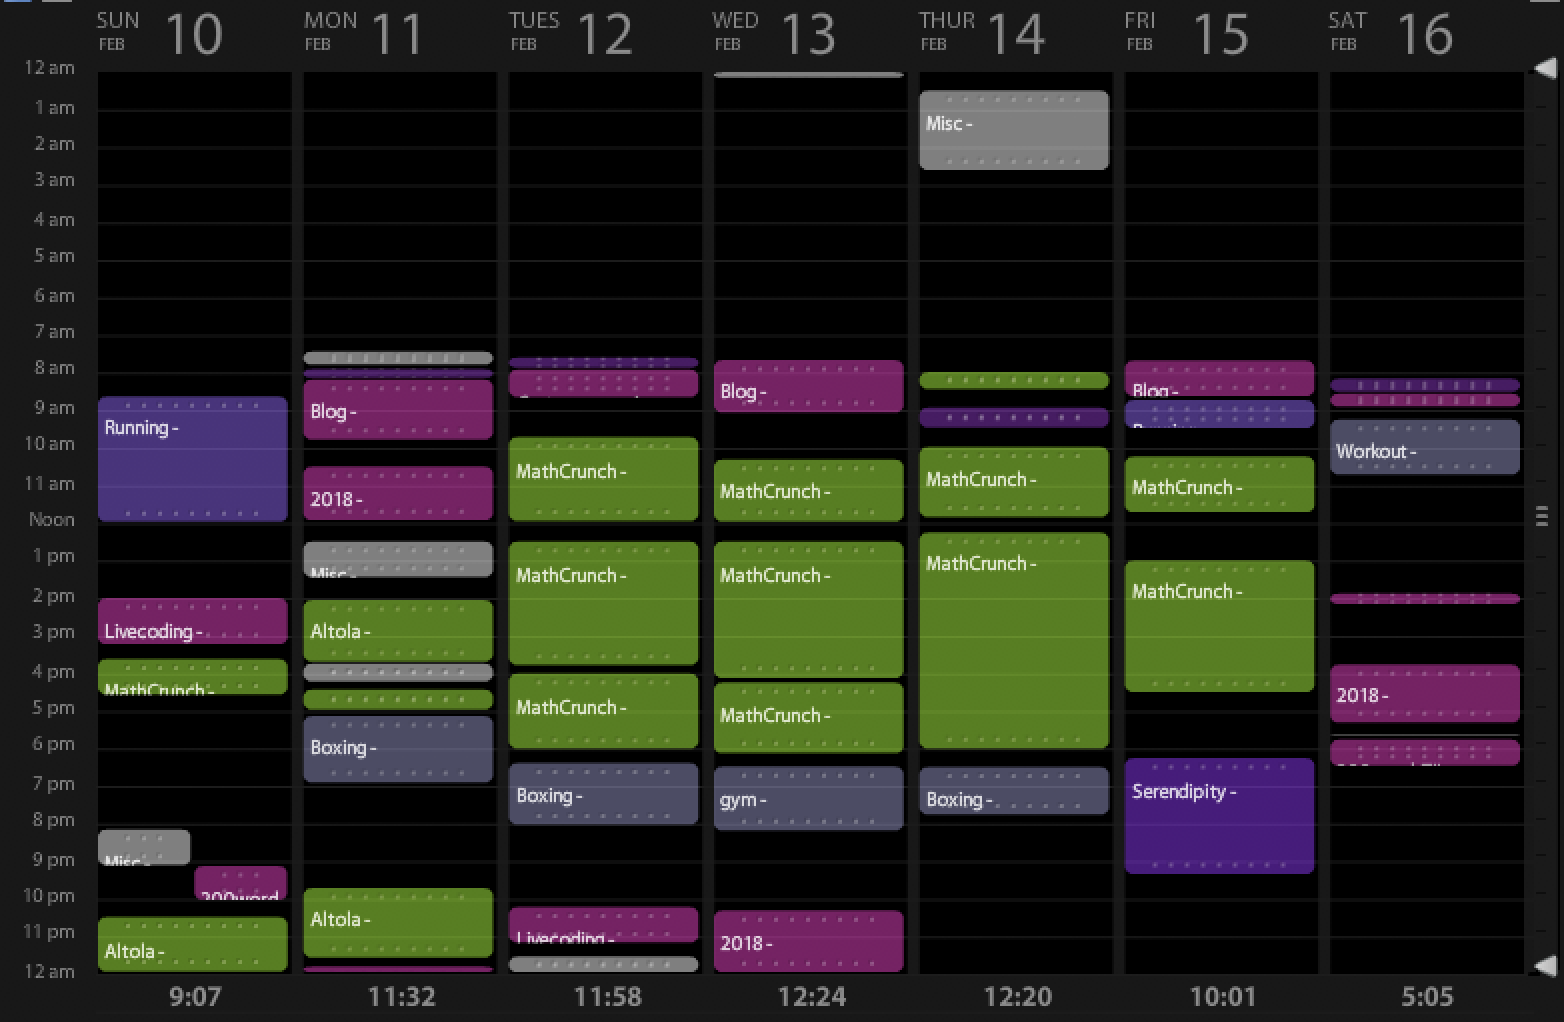 SUN FEB 10
MON FEB 11
TUES FEB 12
WED FEB 13
THUR FEB 14
FRI FEB 15
SAT FEB 16
12 am
1 am
2 am
3 am
4 am
5 am
6 am
7 am
8 am
9 am
10 am
11 am
Noon
1 pm
2 pm
3 pm
4 pm
5 pm
6 pm
7 pm
8 pm
9 pm
10 pm
11 pm
12 am
Running -
Livecoding -
MathCrunch -
Misc -
200word
Altola -
9:07
Blog -
2018 -
Misc -
Altola -
Boxing -
Altola -
11:32
MathCrunch -
MathCrunch -
MathCrunch -
Boxing -
Livecoding -
11:58
Blog -
MathCrunch -
MathCrunch -
MathCrunch -
gym -
2018 -
12:24
Misc -
MathCrunch -
MathCrunch -
Boxing -
12:20
Blog -
Running
MathCrunch -
MathCrunch -
Serendipity -
10:01
Workout -
2018 -
5:05